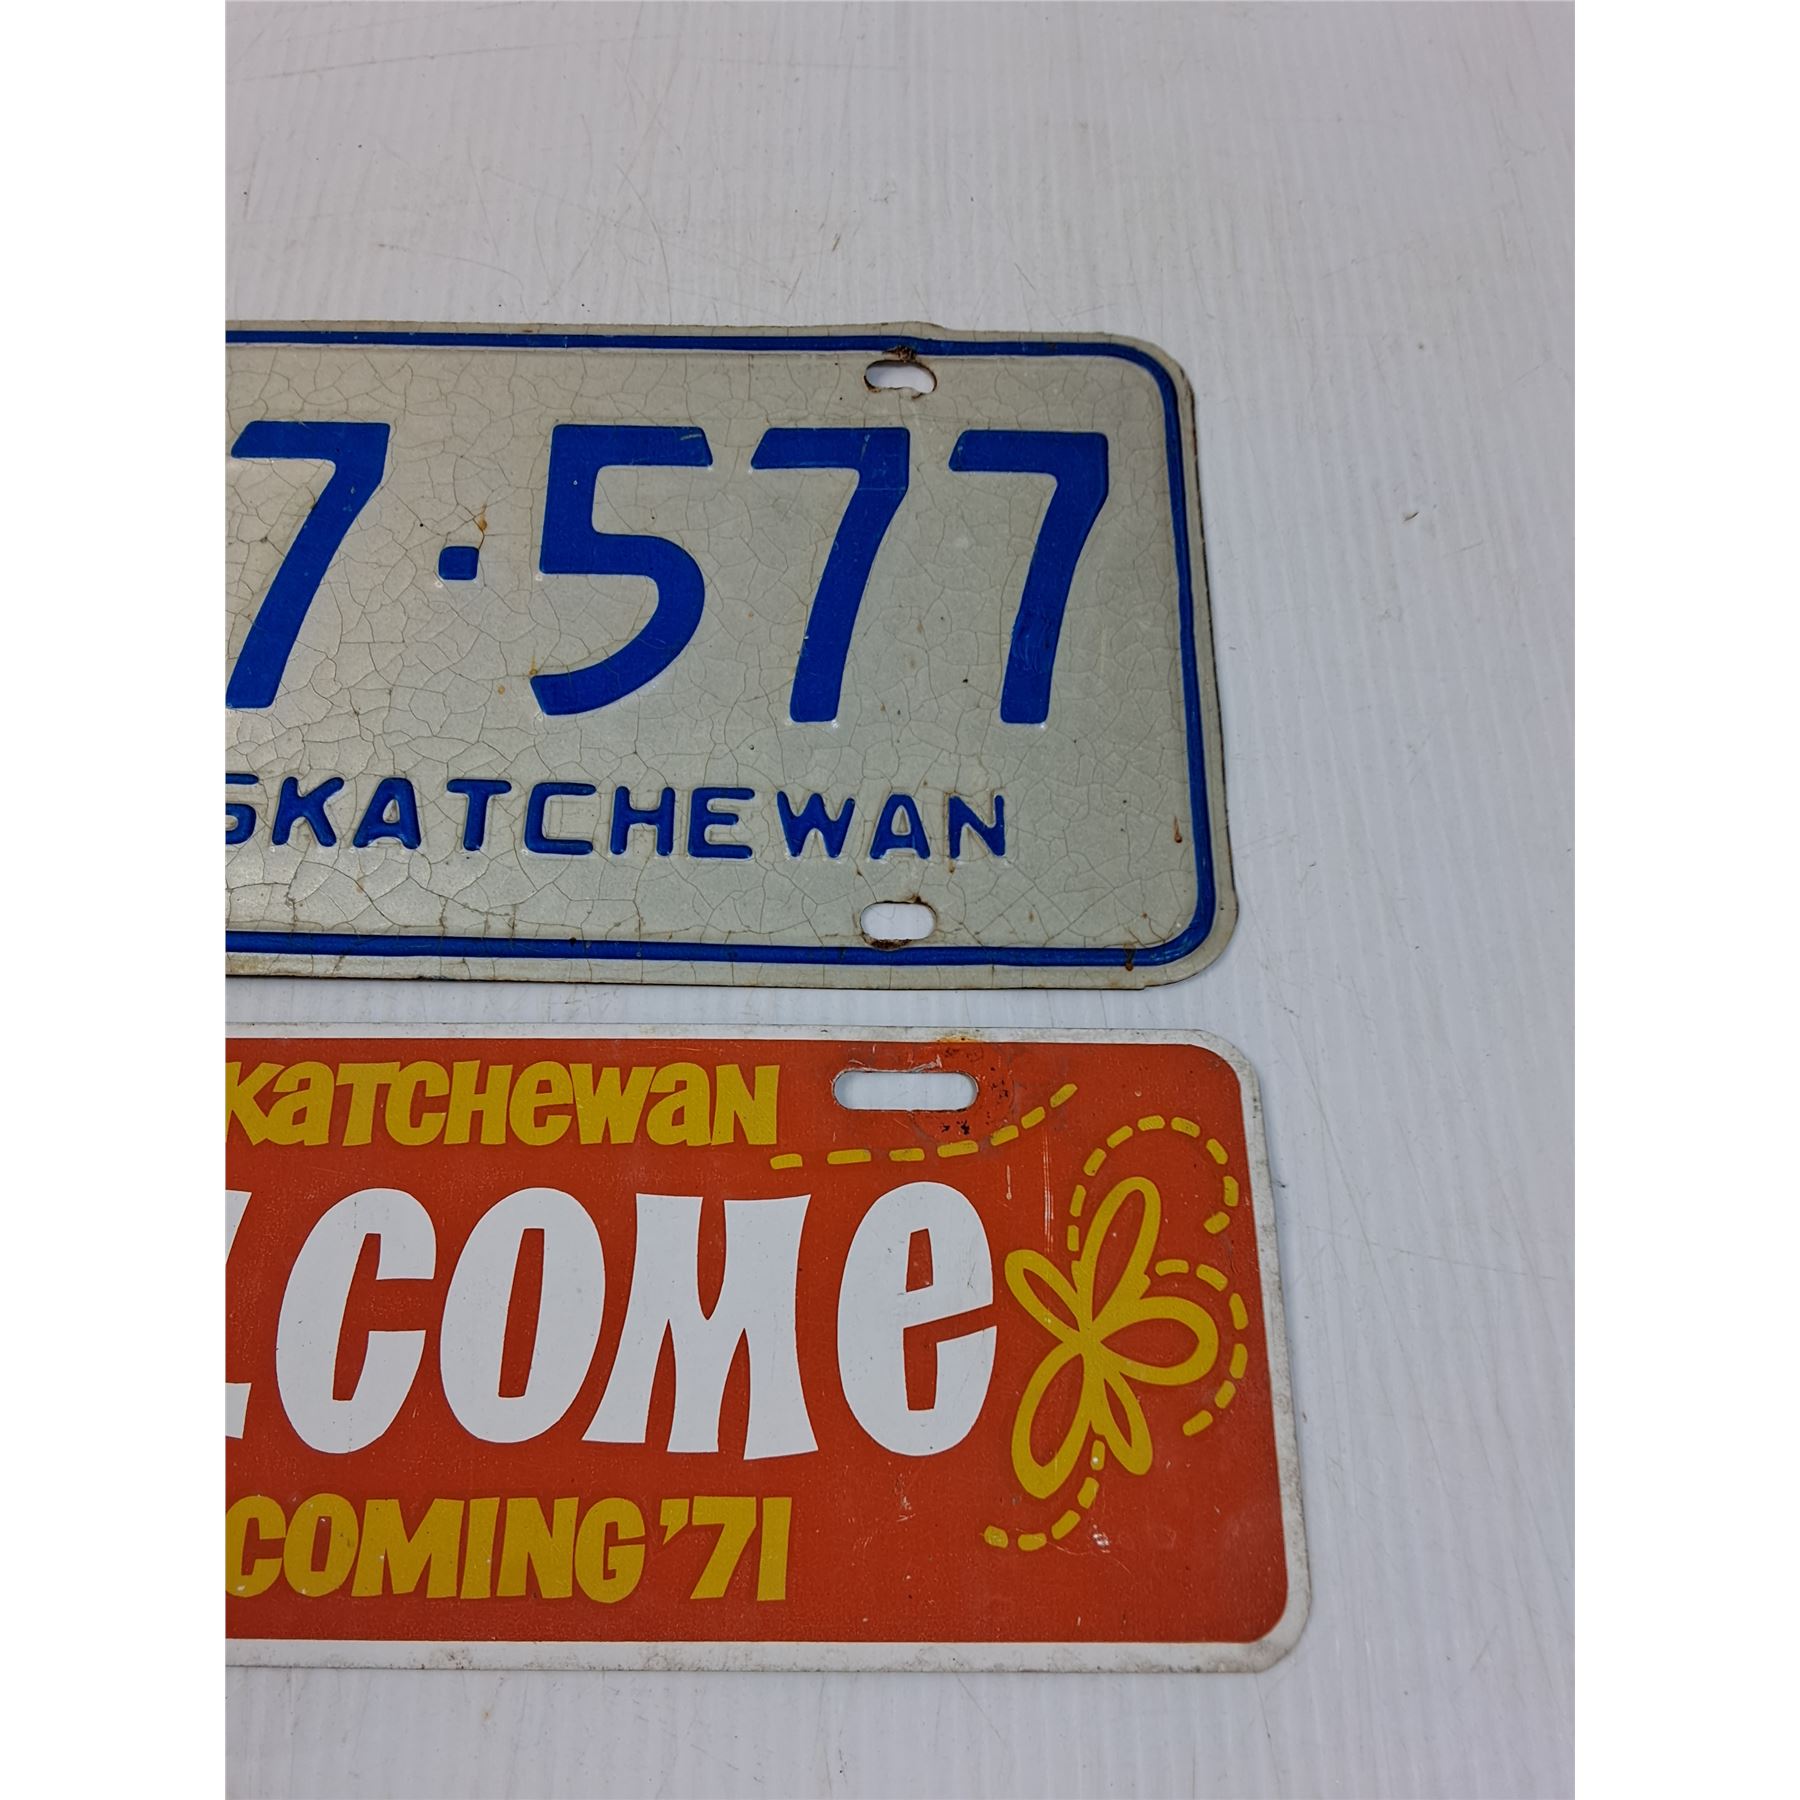 7·577
SKATCHEWAN
KATCHEWAN
LCOME
COMING '71